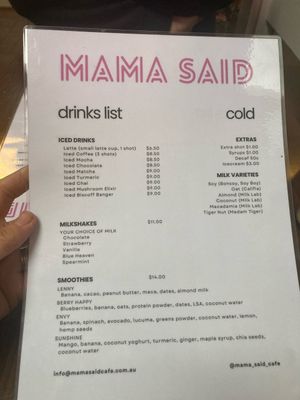 MAMA SAID
drinks list
cold
ICED DRINKS
Latte (small latte cup, 1 shot) $6.50
Iced Coffee (2 shots) $8.50
Iced Mocha $8.50
Iced Chocolate $8.50
Iced Matcha $9.00
Iced Turmeric $9.00
Iced Chai $9.00
Iced Mushroom Elixir $9.00
Iced Biscoff Banger $9.00
EXTRAS
Extra shot $1.00
Syrups $1.00
Decaf 50c
Icecream $3.00
MILK VARIETIES
Soy (Bonsoy, Soy Boy)
Oat (Califia)
Almond (Milk Lab)
Coconut (Milk Lab)
Macadamia (Milk Lab)
Tiger Nut (Madam Tiger)
MILKSHAKES $11.00
YOUR CHOICE OF MILK
Chocolate
Strawberry
Vanilla
Blue Heaven
Spearmint
SMOOTHIES $14.00
LENNY
Banana, cacao, peanut butter, maca, dates, almond milk
BERRY HAPPY
Blueberries, banana, oats, protein powder, dates, LSA, coconut water
ENVY
Banana, spinach, avocado, lucuma, greens powder, coconut water, lemon,
hemp seeds
SUNSHINE
Mango, banana, coconut yoghurt, turmeric, ginger, maple syrup, chia seeds,
coconut water
info@mamasaidcafe.com.au
@mama_said_cafe